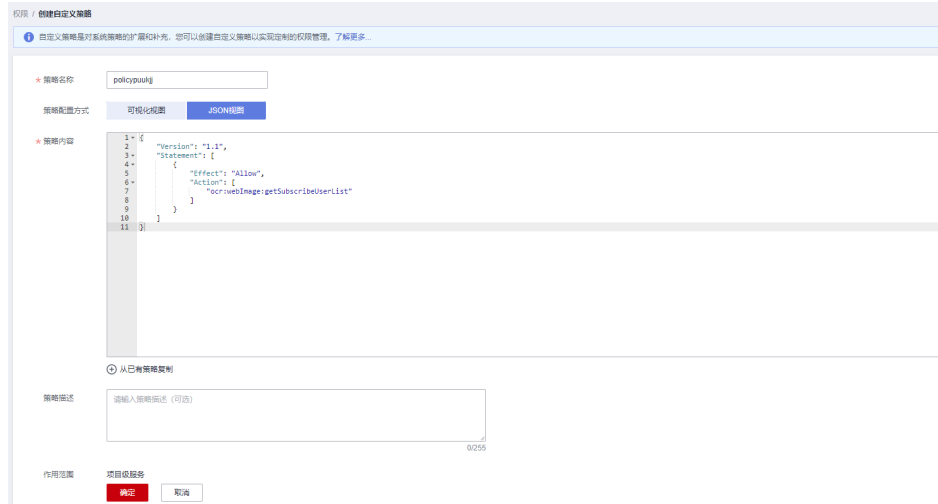 权限 / 创建自定义策略
自定义策略是对系统策略的扩展和补充，您可以创建自定义策略以实现定制的权限管理。了解更多...
* 策略名称 policypuukjj
策略配置方式 可视化视图 JSON视图
* 策略内容
1 {
2 "Version": "1.1",
3 "Statement": [
4 {
5 "Effect": "Allow",
6 "Action": [
7 "ocr:webImage:getSubscribeUserList"
8 ]
9 }
10 ]
11 }
从已有策略复制
策略描述 请输入策略描述（可选）
0/255
作用范围 项目级服务
确定 取消